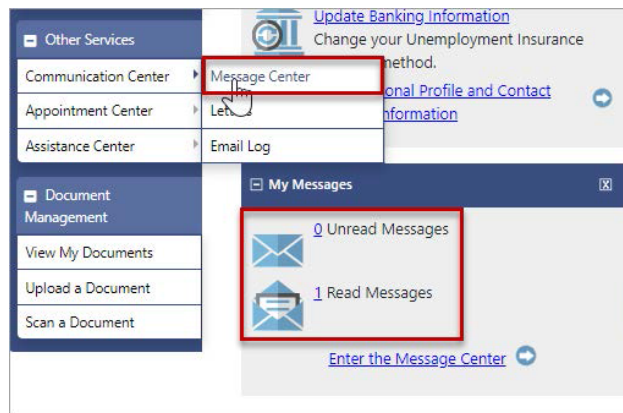 Other Services
Communication Center
Appointment Center
Assistance Center
Document
Management
View My Documents
Upload a Document
Scan a Document
Message Center
Email Log
Update Banking Information
Change your Unemployment Insurance
method.
onal Profile and Contact
nformation
My Messages
0 Unread Messages
1 Read Messages
Enter the Message Center